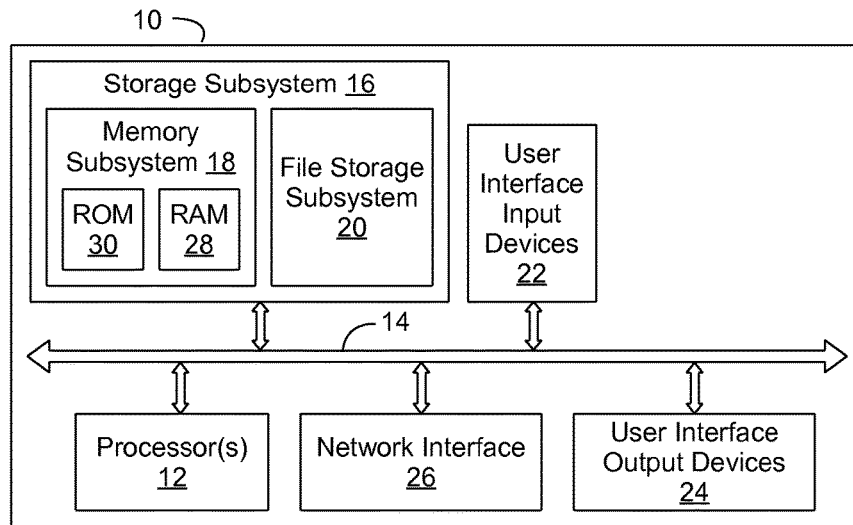 10
Storage Subsystem 16
Memory
Subsystem 18
ROM
30
RAM
28
File Storage
Subsystem
20
User
Interface
Input
Devices
22
14
Processor(s)
12
Network Interface
26
User Interface
Output Devices
24